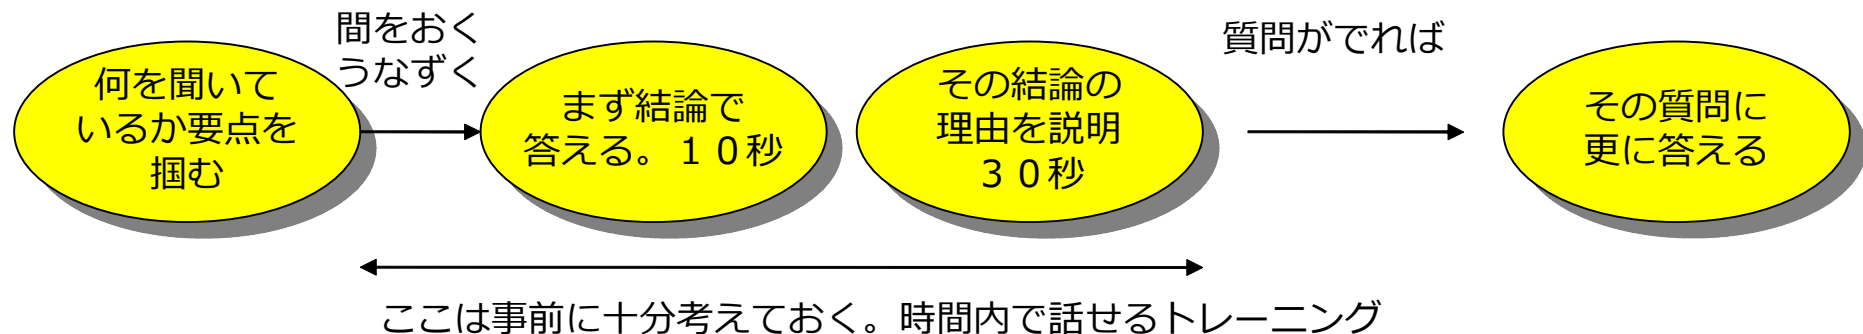 何を聞いて
いるか要点を
掴む
間をおく
うなずく
まず結論で
答える。１０秒
その結論の
理由を説明
３０秒
質問がでれば
その質問に
更に答える
ここは事前に十分考えておく。時間内で話せるトレーニング